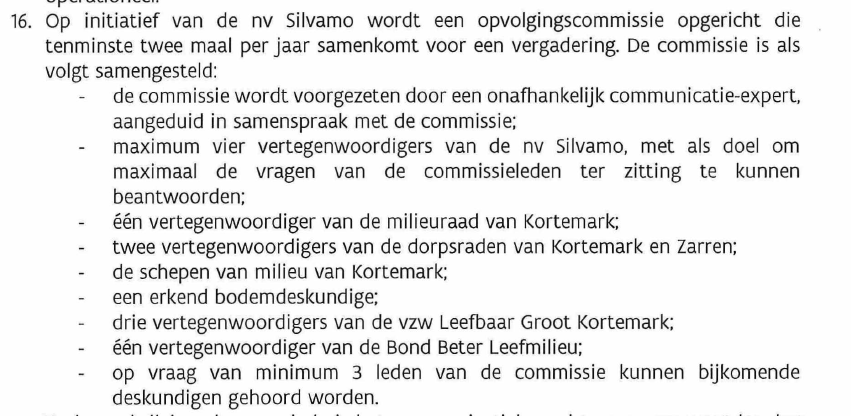 operationeel.
16. Op initiatief van de nv Silvamo wordt een opvolgingscommissie opgericht die
tenminste twee maal per jaar samenkomt voor een vergadering. De commissie is als
volgt samengesteld:
- de commissie wordt voorgezeten door een onafhankelijk communicatie-expert,
aangeduid in samenspraak met de commissie;
- maximum vier vertegenwoordigers van de nv Silvamo, met als doel om
maximaal de vragen van de commissieleden ter zitting te kunnen
beantwoorden;
- één vertegenwoordiger van de milieuraad van Kortemark;
- twee vertegenwoordigers van de dorpsraden van Kortemark en Zarren;
- de schepen van milieu van Kortemark;
- een erkend bodemdeskundige;
- drie vertegenwoordigers van de vzw Leefbaar Groot Kortemark;
- één vertegenwoordiger van de Bond Beter Leefmilieu;
- op vraag van minimum 3 leden van de commissie kunnen bijkomende
deskundigen gehoord worden.